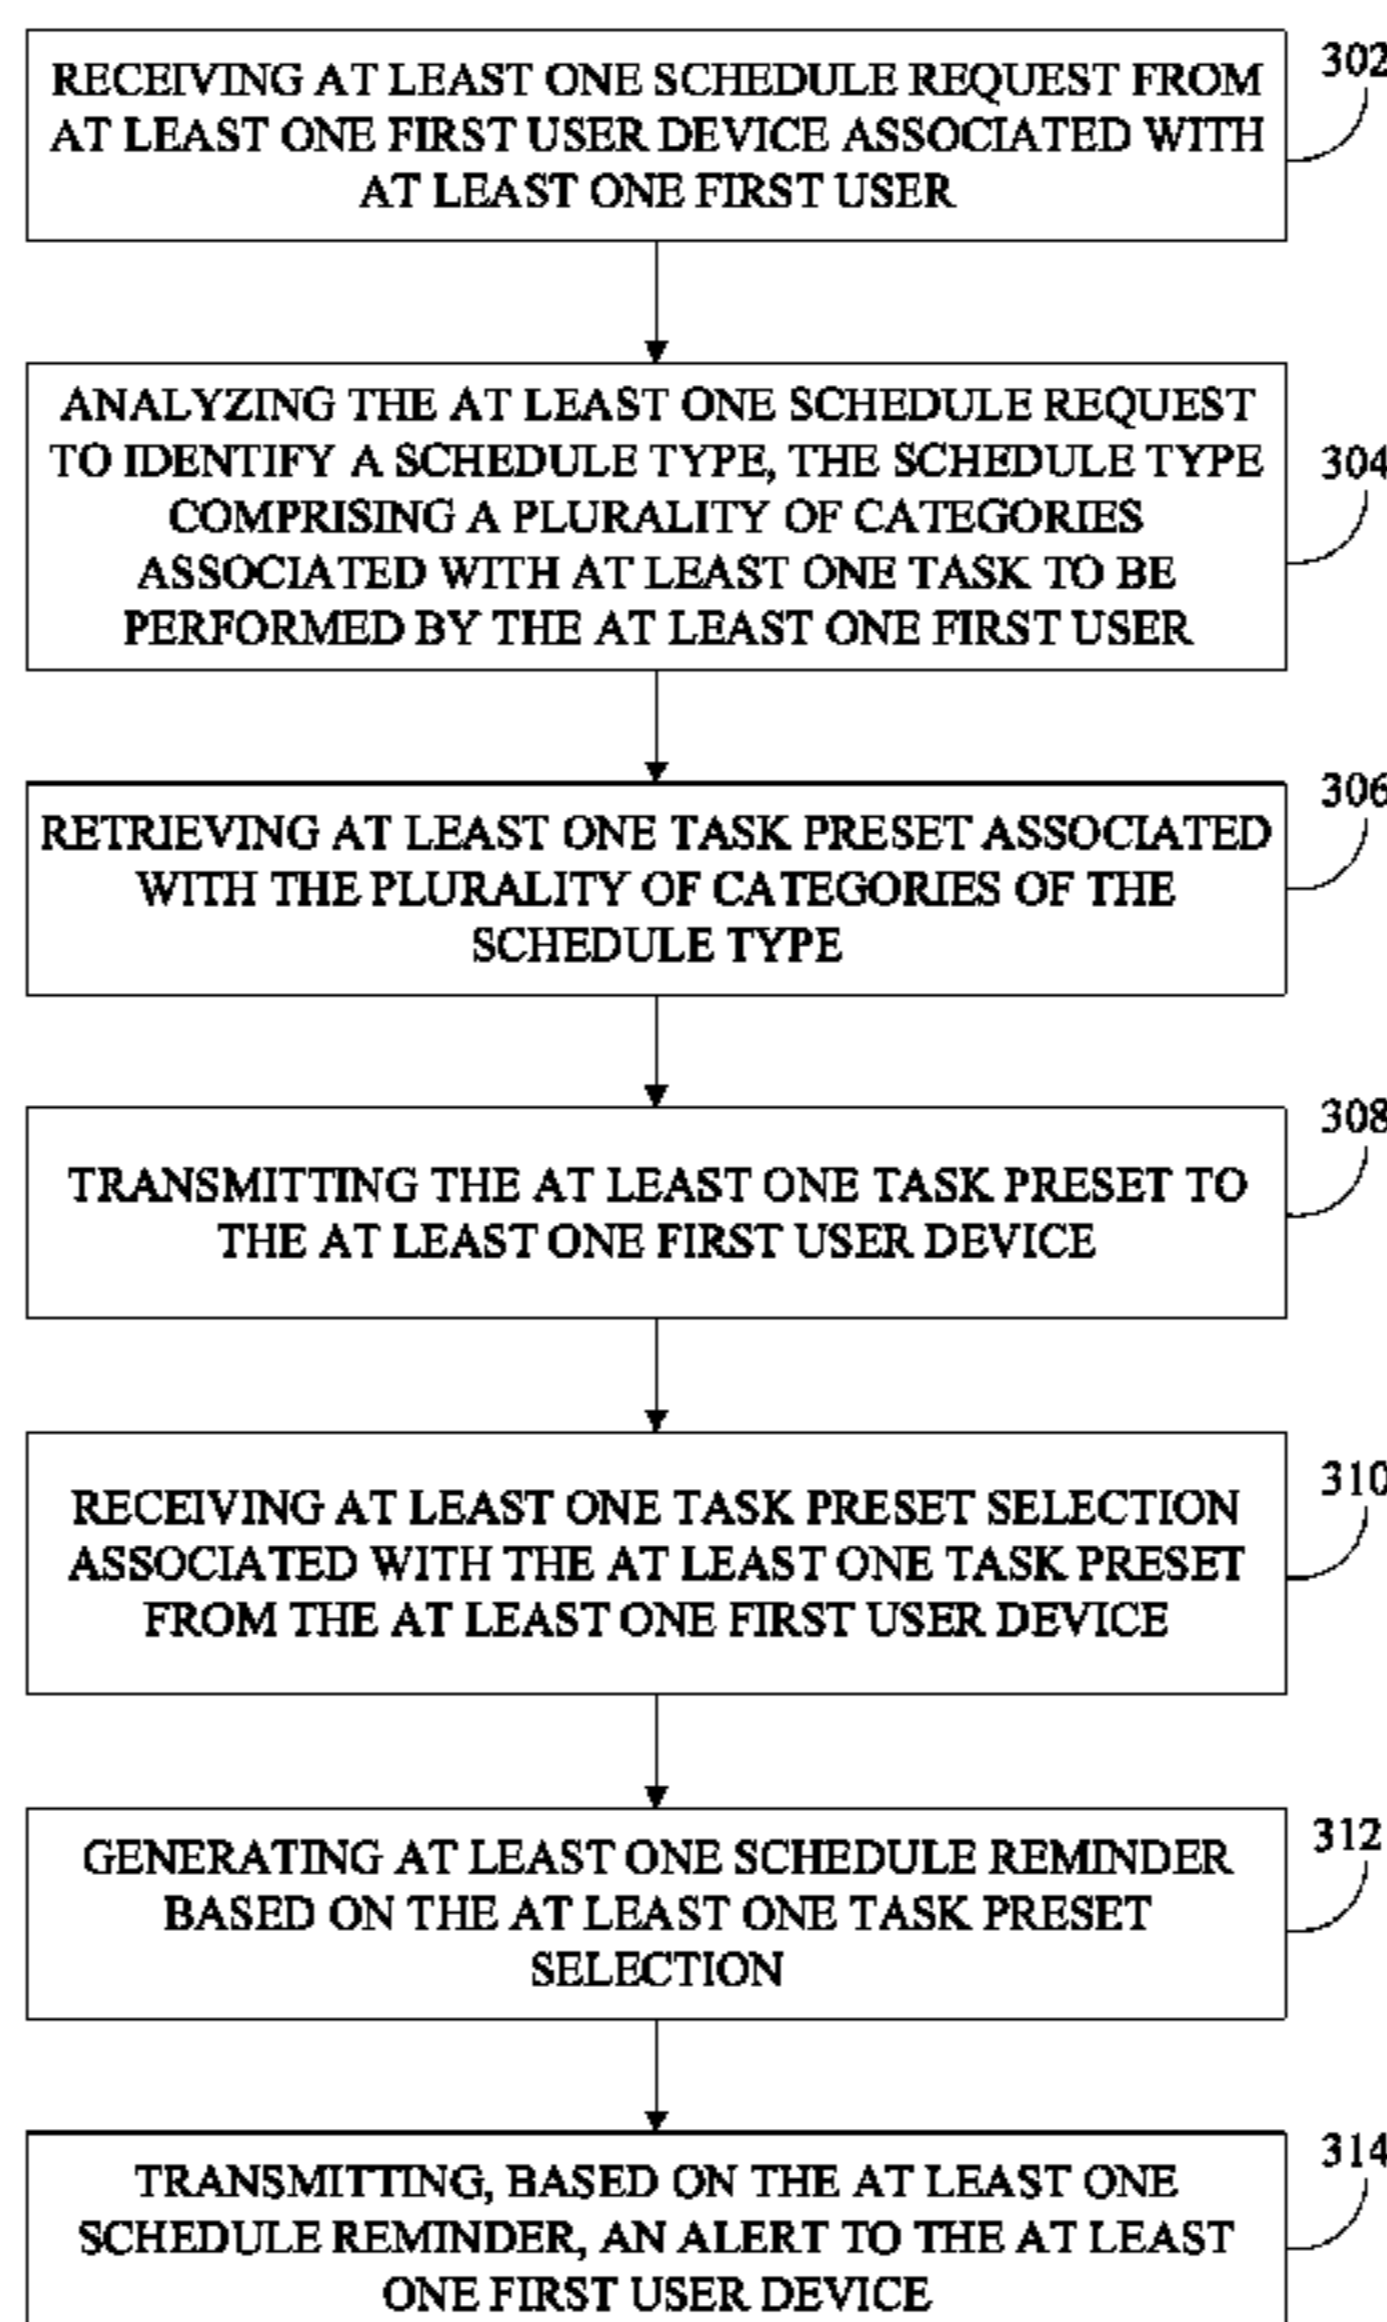 302
RECEIVING AT LEAST ONE SCHEDULE REQUEST FROM
AT LEAST ONE FIRST USER DEVICE ASSOCIATED WITH
AT LEAST ONE FIRST USER
304
ANALYZING THE AT LEAST ONE SCHEDULE REQUEST
TO IDENTIFY A SCHEDULE TYPE, THE SCHEDULE TYPE
COMPRISING A PLURALITY OF CATEGORIES
ASSOCIATED WITH AT LEAST ONE TASK TO BE
PERFORMED BY THE AT LEAST ONE FIRST USER
306
RETRIEVING AT LEAST ONE TASK PRESET ASSOCIATED
WITH THE PLURALITY OF CATEGORIES OF THE
SCHEDULE TYPE
308
TRANSMITTING THE AT LEAST ONE TASK PRESET TO
THE AT LEAST ONE FIRST USER DEVICE
310
RECEIVING AT LEAST ONE TASK PRESET SELECTION
ASSOCIATED WITH THE AT LEAST ONE TASK PRESET
FROM THE AT LEAST ONE FIRST USER DEVICE
312
GENERATING AT LEAST ONE SCHEDULE REMINDER
BASED ON THE AT LEAST ONE TASK PRESET
SELECTION
314
TRANSMITTING, BASED ON THE AT LEAST ONE
SCHEDULE REMINDER, AN ALERT TO THE AT LEAST
ONE FIRST USER DEVICE